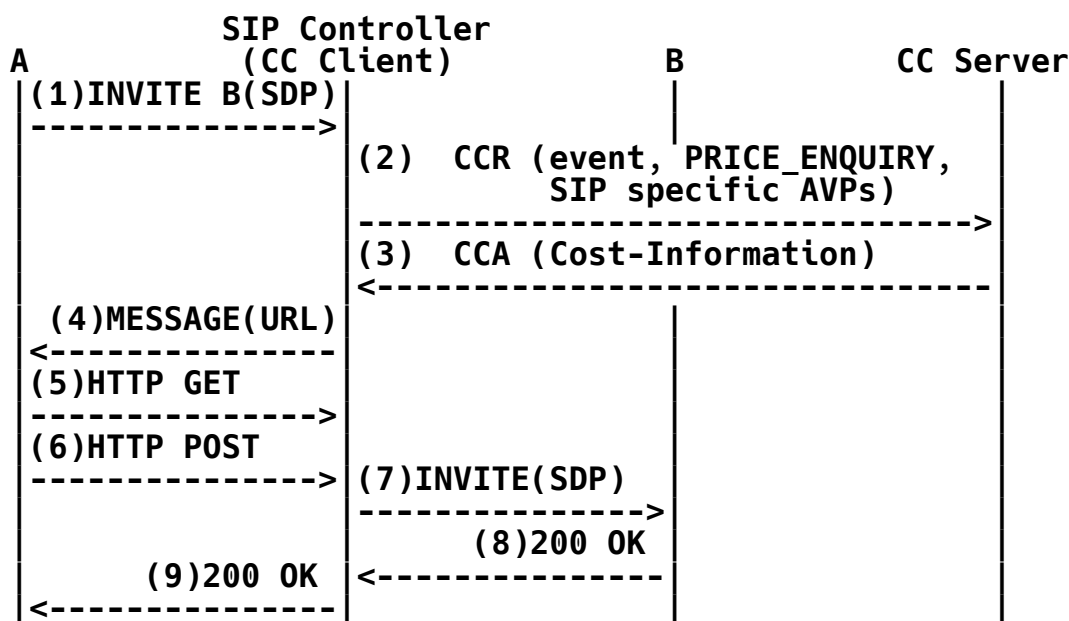 SIP Controller
A (CC Client) B CC Server
|(1)INVITE B(SDP)| | |
|--------------->| | |
| |(2) CCR (event, PRICE_ENQUIRY, |
| | SIP specific AVPs) |
| |-------------------------------->|
| |(3) CCA (Cost-Information) |
| |<--------------------------------|
| (4)MESSAGE(URL)| | |
|<---------------| | |
|(5)HTTP GET | | |
|--------------->| | |
|(6)HTTP POST | | |
|--------------->|(7)INVITE(SDP) | |
| |--------------->| |
| | (8)200 OK | |
| (9)200 OK |<---------------| |
|<---------------| | |